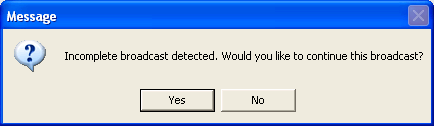 Message
Incomplete broadcast detected. Would you like to continue this broadcast?
Yes
No